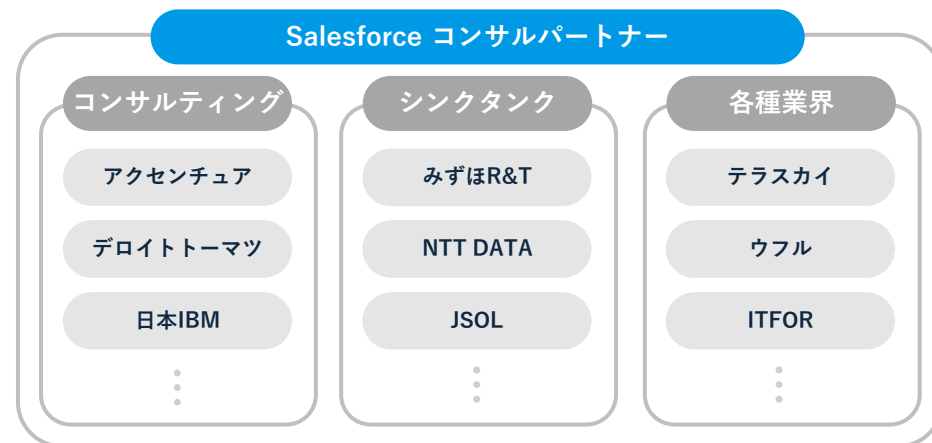 Salesforce コンサルパートナー
コンサルティング
アクセンチュア
デロイトトーマツ
日本IBM
シンクタンク
みずほR&T
NTT DATA
JSOL
各種業界
テラスカイ
ウフル
ITFOR